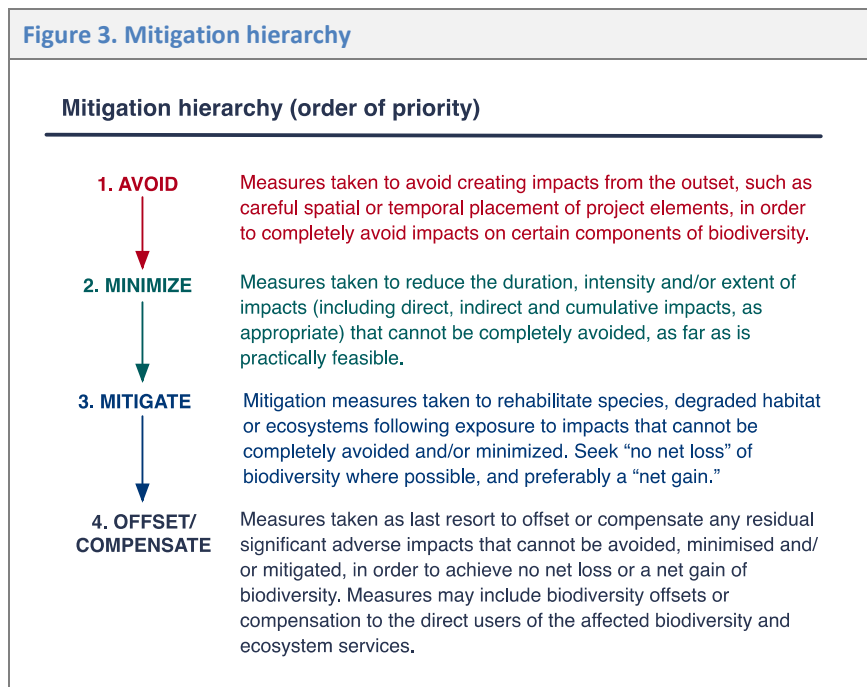 Figure 3. Mitigation hierarchy
Mitigation hierarchy (order of priority)
1. AVOID
Measures taken to avoid creating impacts from the outset, such as
careful spatial or temporal placement of project elements, in order
to completely avoid impacts on certain components of biodiversity.
2. MINIMIZE
Measures taken to reduce the duration, intensity and/or extent of
impacts (including direct, indirect and cumulative impacts, as
appropriate) that cannot be completely avoided, as far as is
practically feasible.
3. MITIGATE
Mitigation measures taken to rehabilitate species, degraded habitat
or ecosystems following exposure to impacts that cannot be
completely avoided and/or minimized. Seek “no net loss” of
biodiversity where possible, and preferably a “net gain.”
4. OFFSET/
COMPENSATE
Measures taken as last resort to offset or compensate any residual
significant adverse impacts that cannot be avoided, minimised and/
or mitigated, in order to achieve no net loss or a net gain of
biodiversity. Measures may include biodiversity offsets or
compensation to the direct users of the affected biodiversity and
ecosystem services.